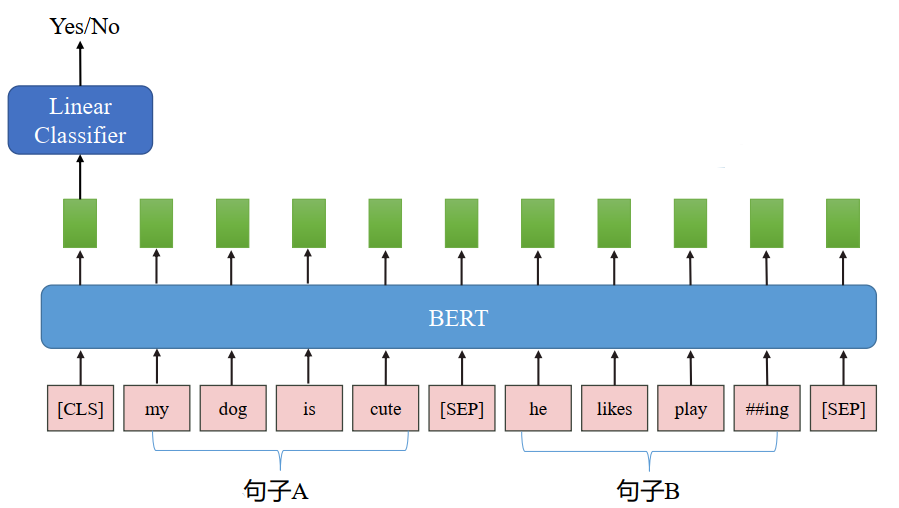 Yes/No
Linear
Classifier
BERT
[CLS] my dog is cute [SEP] he likes play ##ing [SEP]
句子A 句子B